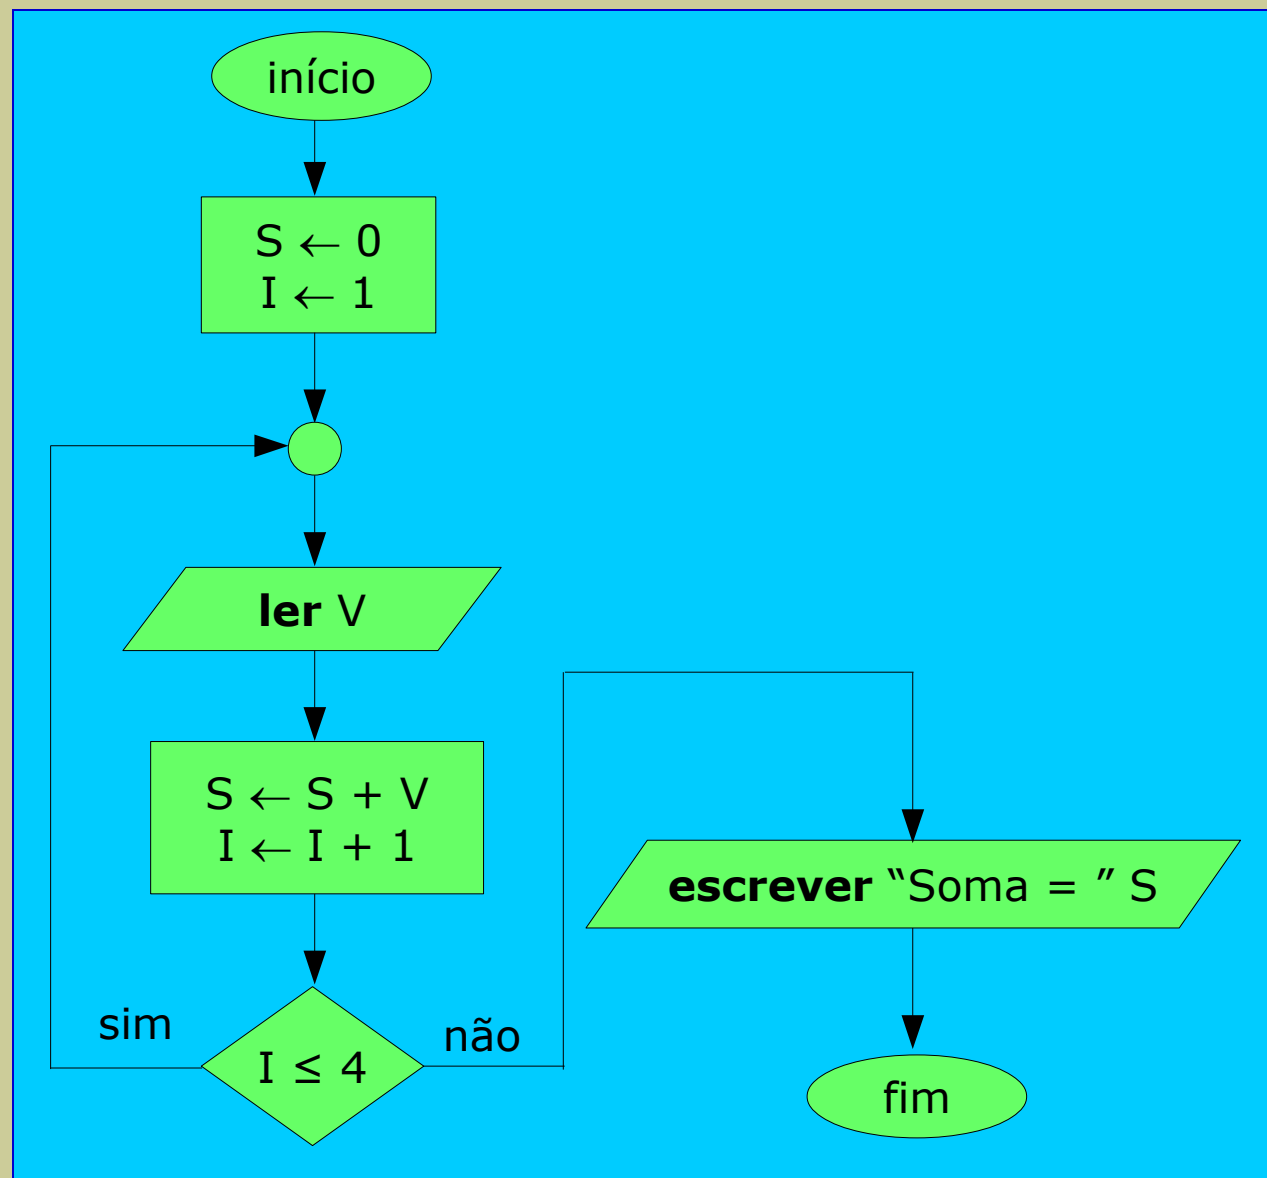 início
S ← 0
I ← 1
ler V
S ← S + V
I ← I + 1
sim
I ≤ 4
não
escrever “Soma = ” S
fim